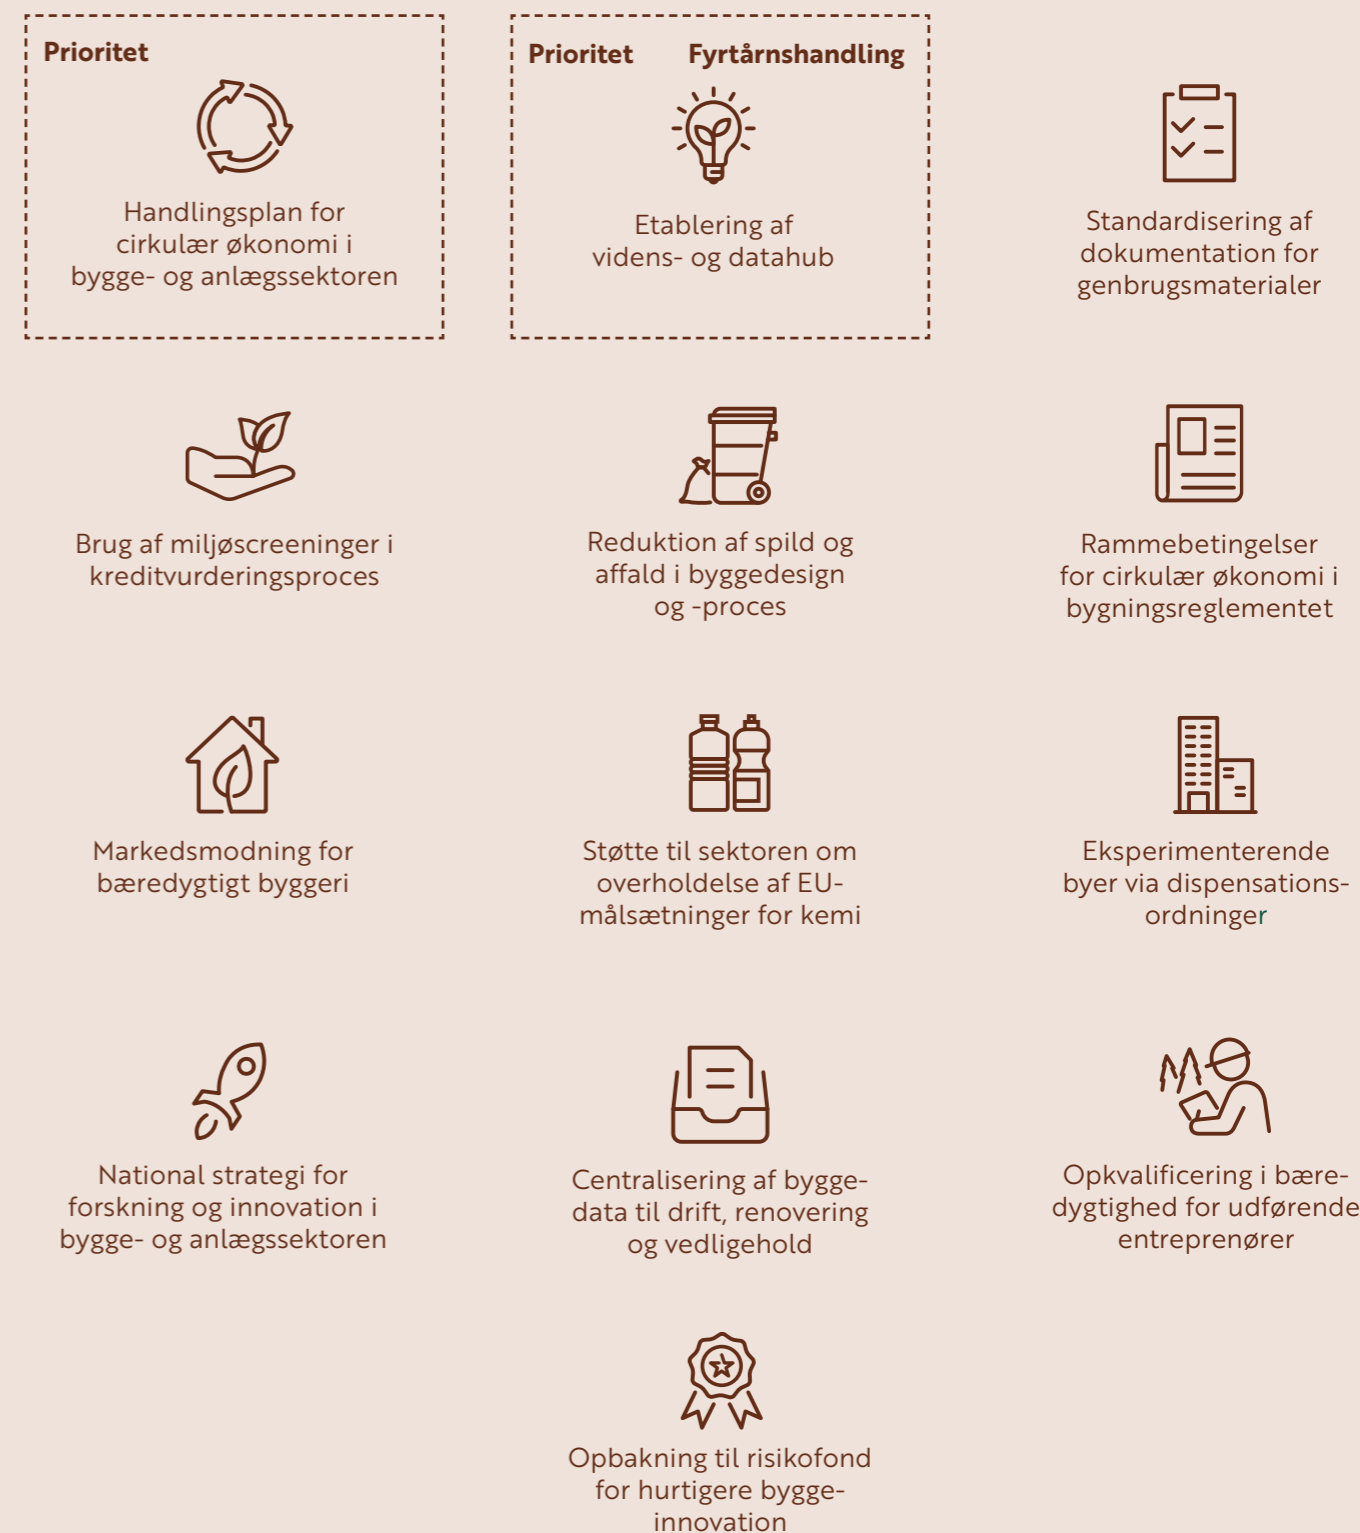 Prioritet
Handlingsplan for
cirkulær økonomi i
bygge- og anlægssektoren
Prioritet Fyrtårnshandling
Etablering af
videns- og datahub
Standardisering af
dokumentation for
genbrugsmaterialer
Brug af miljøscreeninger i
kreditvurderingsproces
Reduktion af spild og
affald i byggedesign
og -proces
Rammebetingelser
for cirkulær økonomi i
bygningsreglementet
Markedsmodning for
bæredygtigt byggeri
Støtte til sektoren om
overholdelse af EU-
målsætninger for kemi
Eksperimenterende
byer via dispensations-
ordninger
National strategi for
forskning og innovation i
bygge- og anlægssektoren
Centralisering af bygge-
data til drift, renovering
og vedligehold
Opkvalificering i bære-
dygtighed for udførende
entreprenører
Opbakning til risikofond
for hurtigere bygge-
innovation